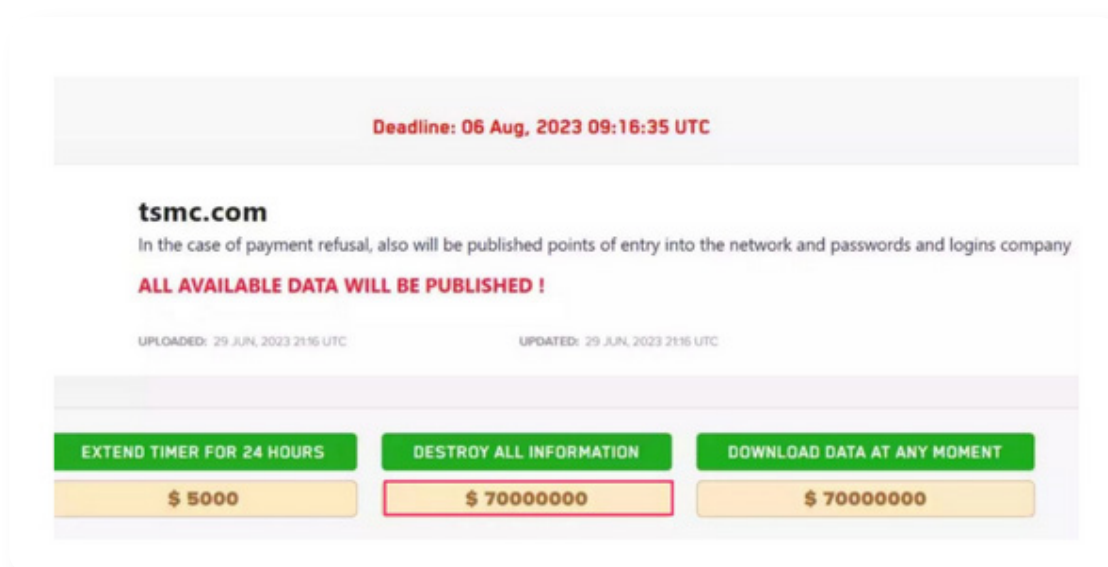 Deadline: 06 Aug, 2023 09:16:35 UTC
tsmc.com
In the case of payment refusal, also will be published points of entry into the network and passwords and logins company
ALL AVAILABLE DATA WILL BE PUBLISHED !
UPLOADED: 29 JUN, 2023 21:16 UTC UPDATED: 29 JUN, 2023 21:16 UTC
EXTEND TIMER FOR 24 HOURS DESTROY ALL INFORMATION DOWNLOAD DATA AT ANY MOMENT
$ 5000 $ 70000000 $ 70000000